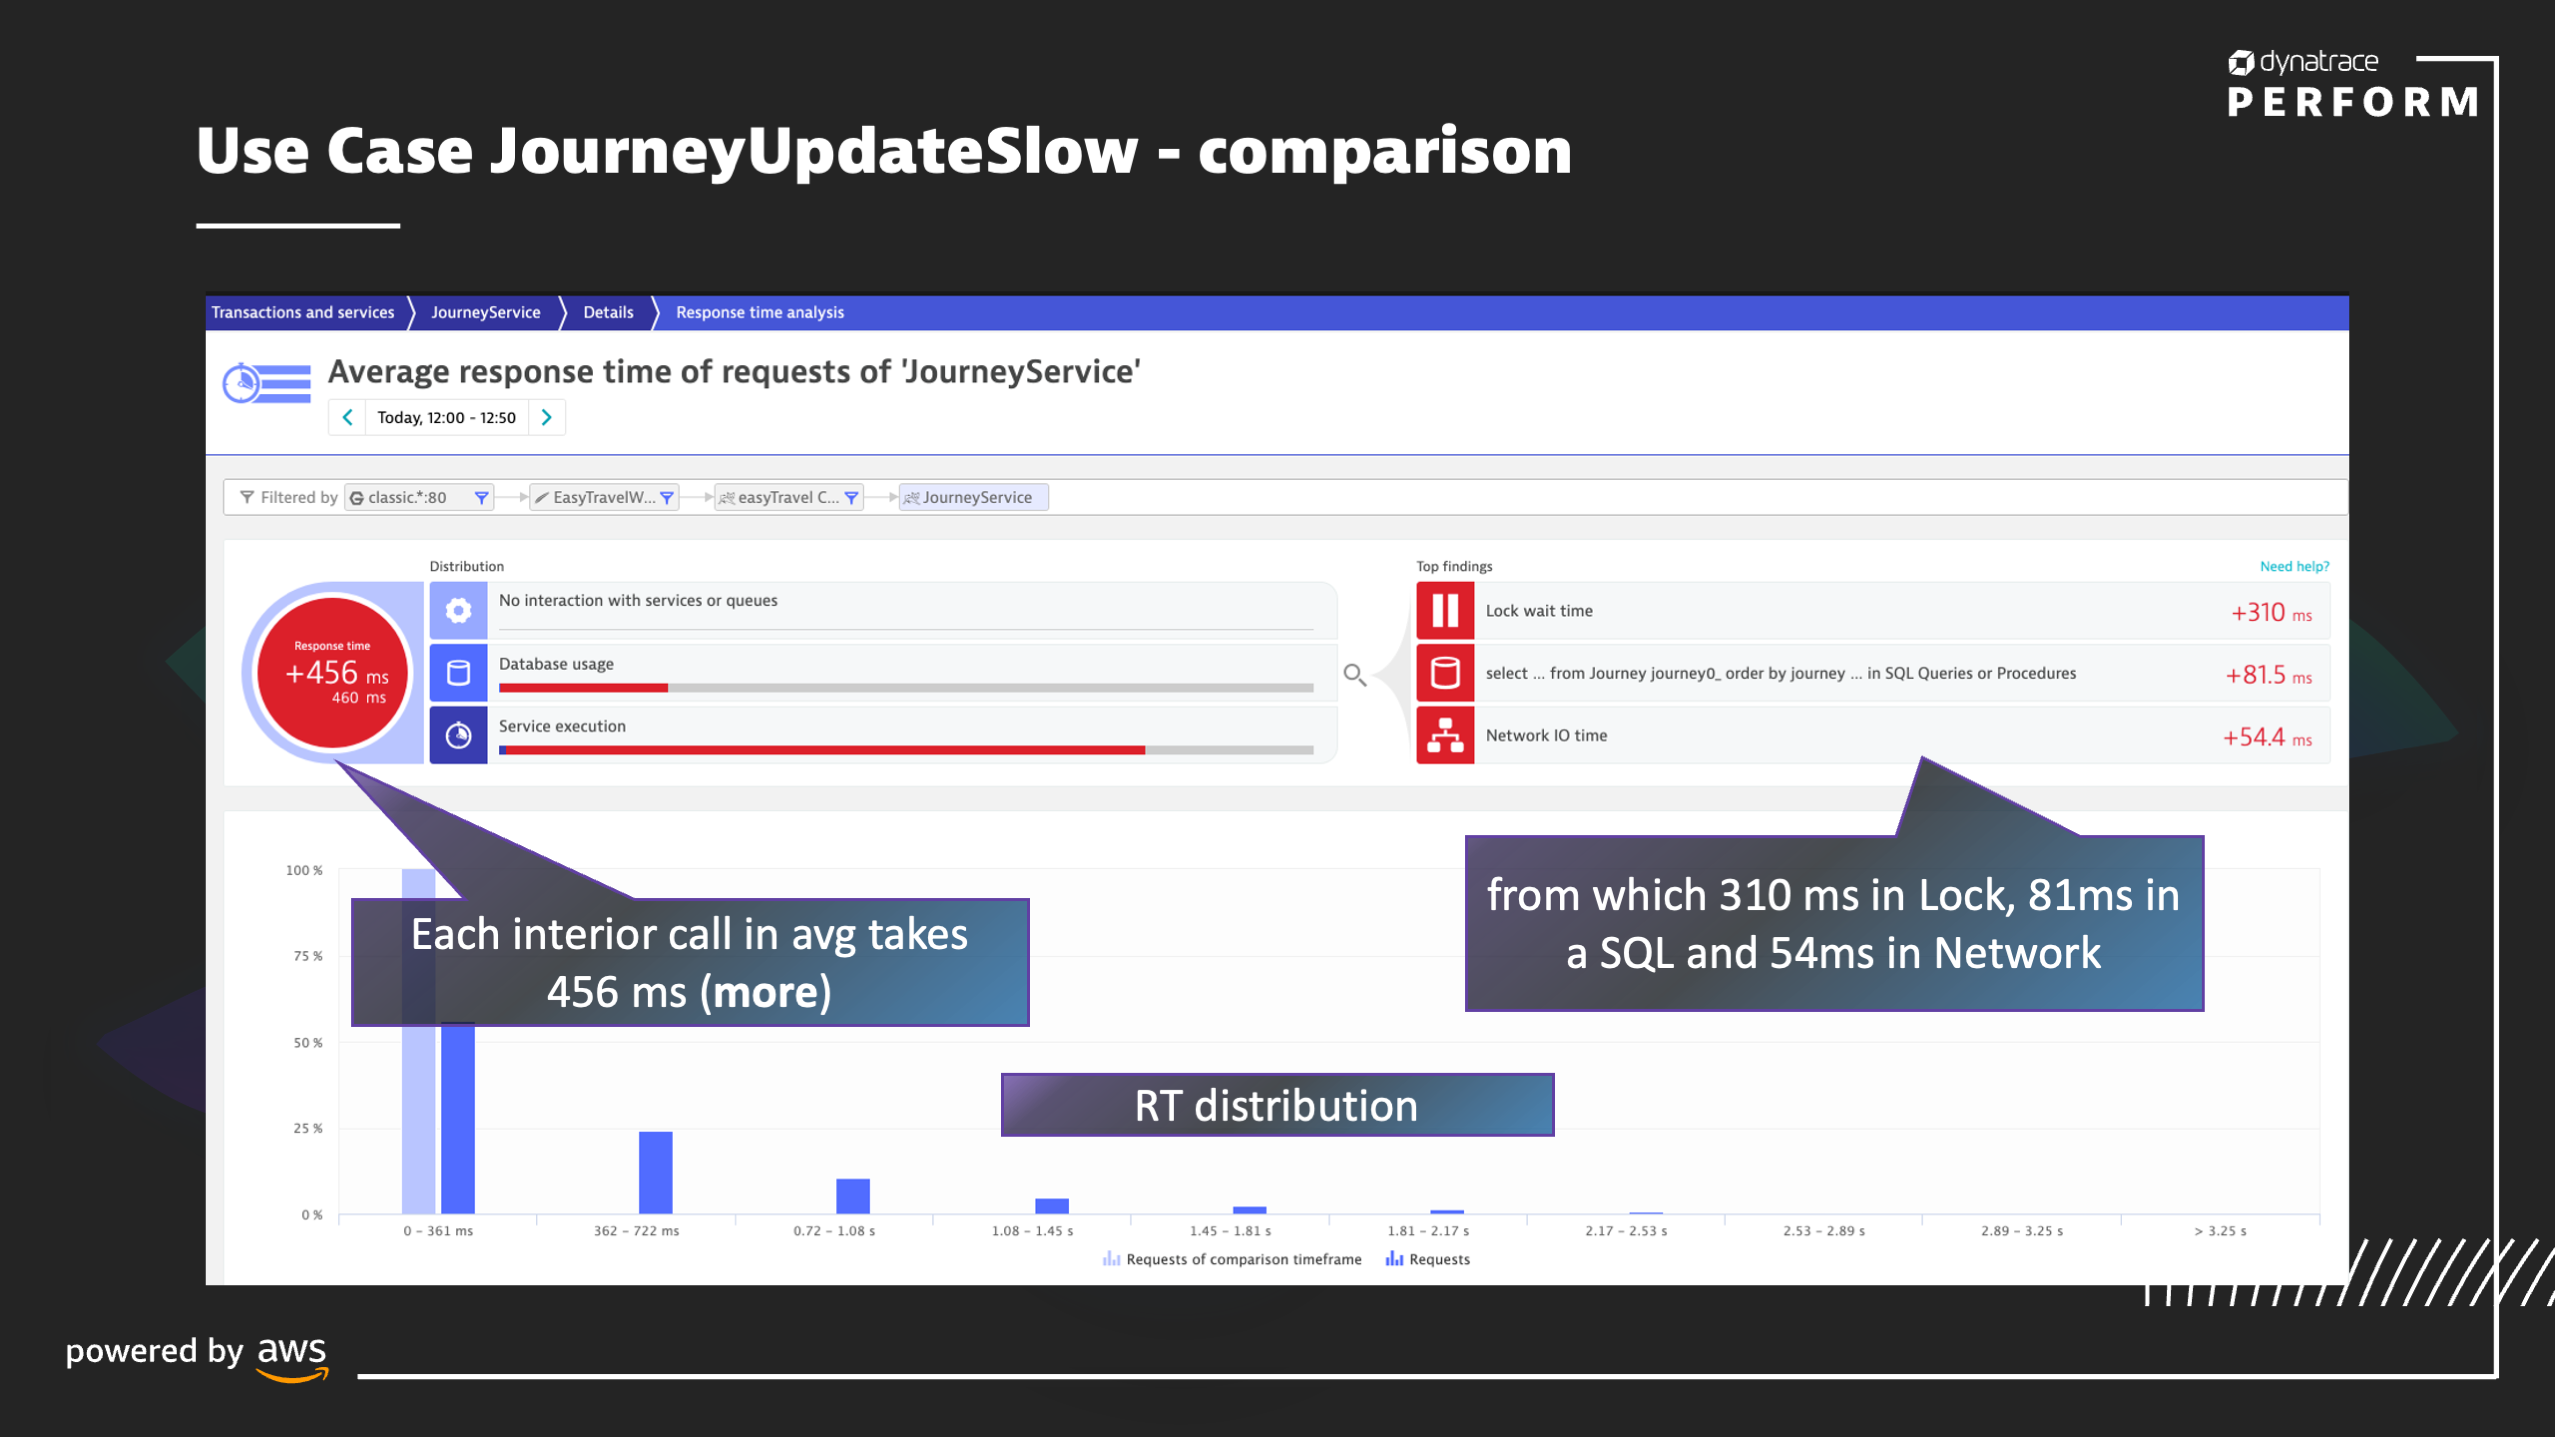 dynatrace
PERFORM
Use Case JourneyUpdateSlow - comparison
Transactions and services
JourneyService
Details
Response time analysis
Average response time of requests of 'JourneyService'
Today, 12:00 - 12:50
Filtered by
classic.*:80
EasyTravelW...
easyTravel C...
JourneyService
Distribution
Response time
+456 ms
460 ms
No interaction with services or queues
Database usage
Service execution
Top findings
Need help?
Lock wait time
+310 ms
select ... from Journey journey0_ order by journey ... in SQL Queries or Procedures
+81.5 ms
Network IO time
+54.4 ms
Each interior call in avg takes
456 ms (more)
from which 310 ms in Lock, 81ms in
a SQL and 54ms in Network
RT distribution
100 %
75 %
50 %
25 %
0 %
0 - 361 ms
362 - 722 ms
0.72 - 1.08 s
1.08 - 1.45 s
1.45 - 1.81 s
1.81 - 2.17 s
2.17 - 2.53 s
2.53 - 2.89 s
2.89 - 3.25 s
> 3.25 s
Requests of comparison timeframe
Requests
powered by aws